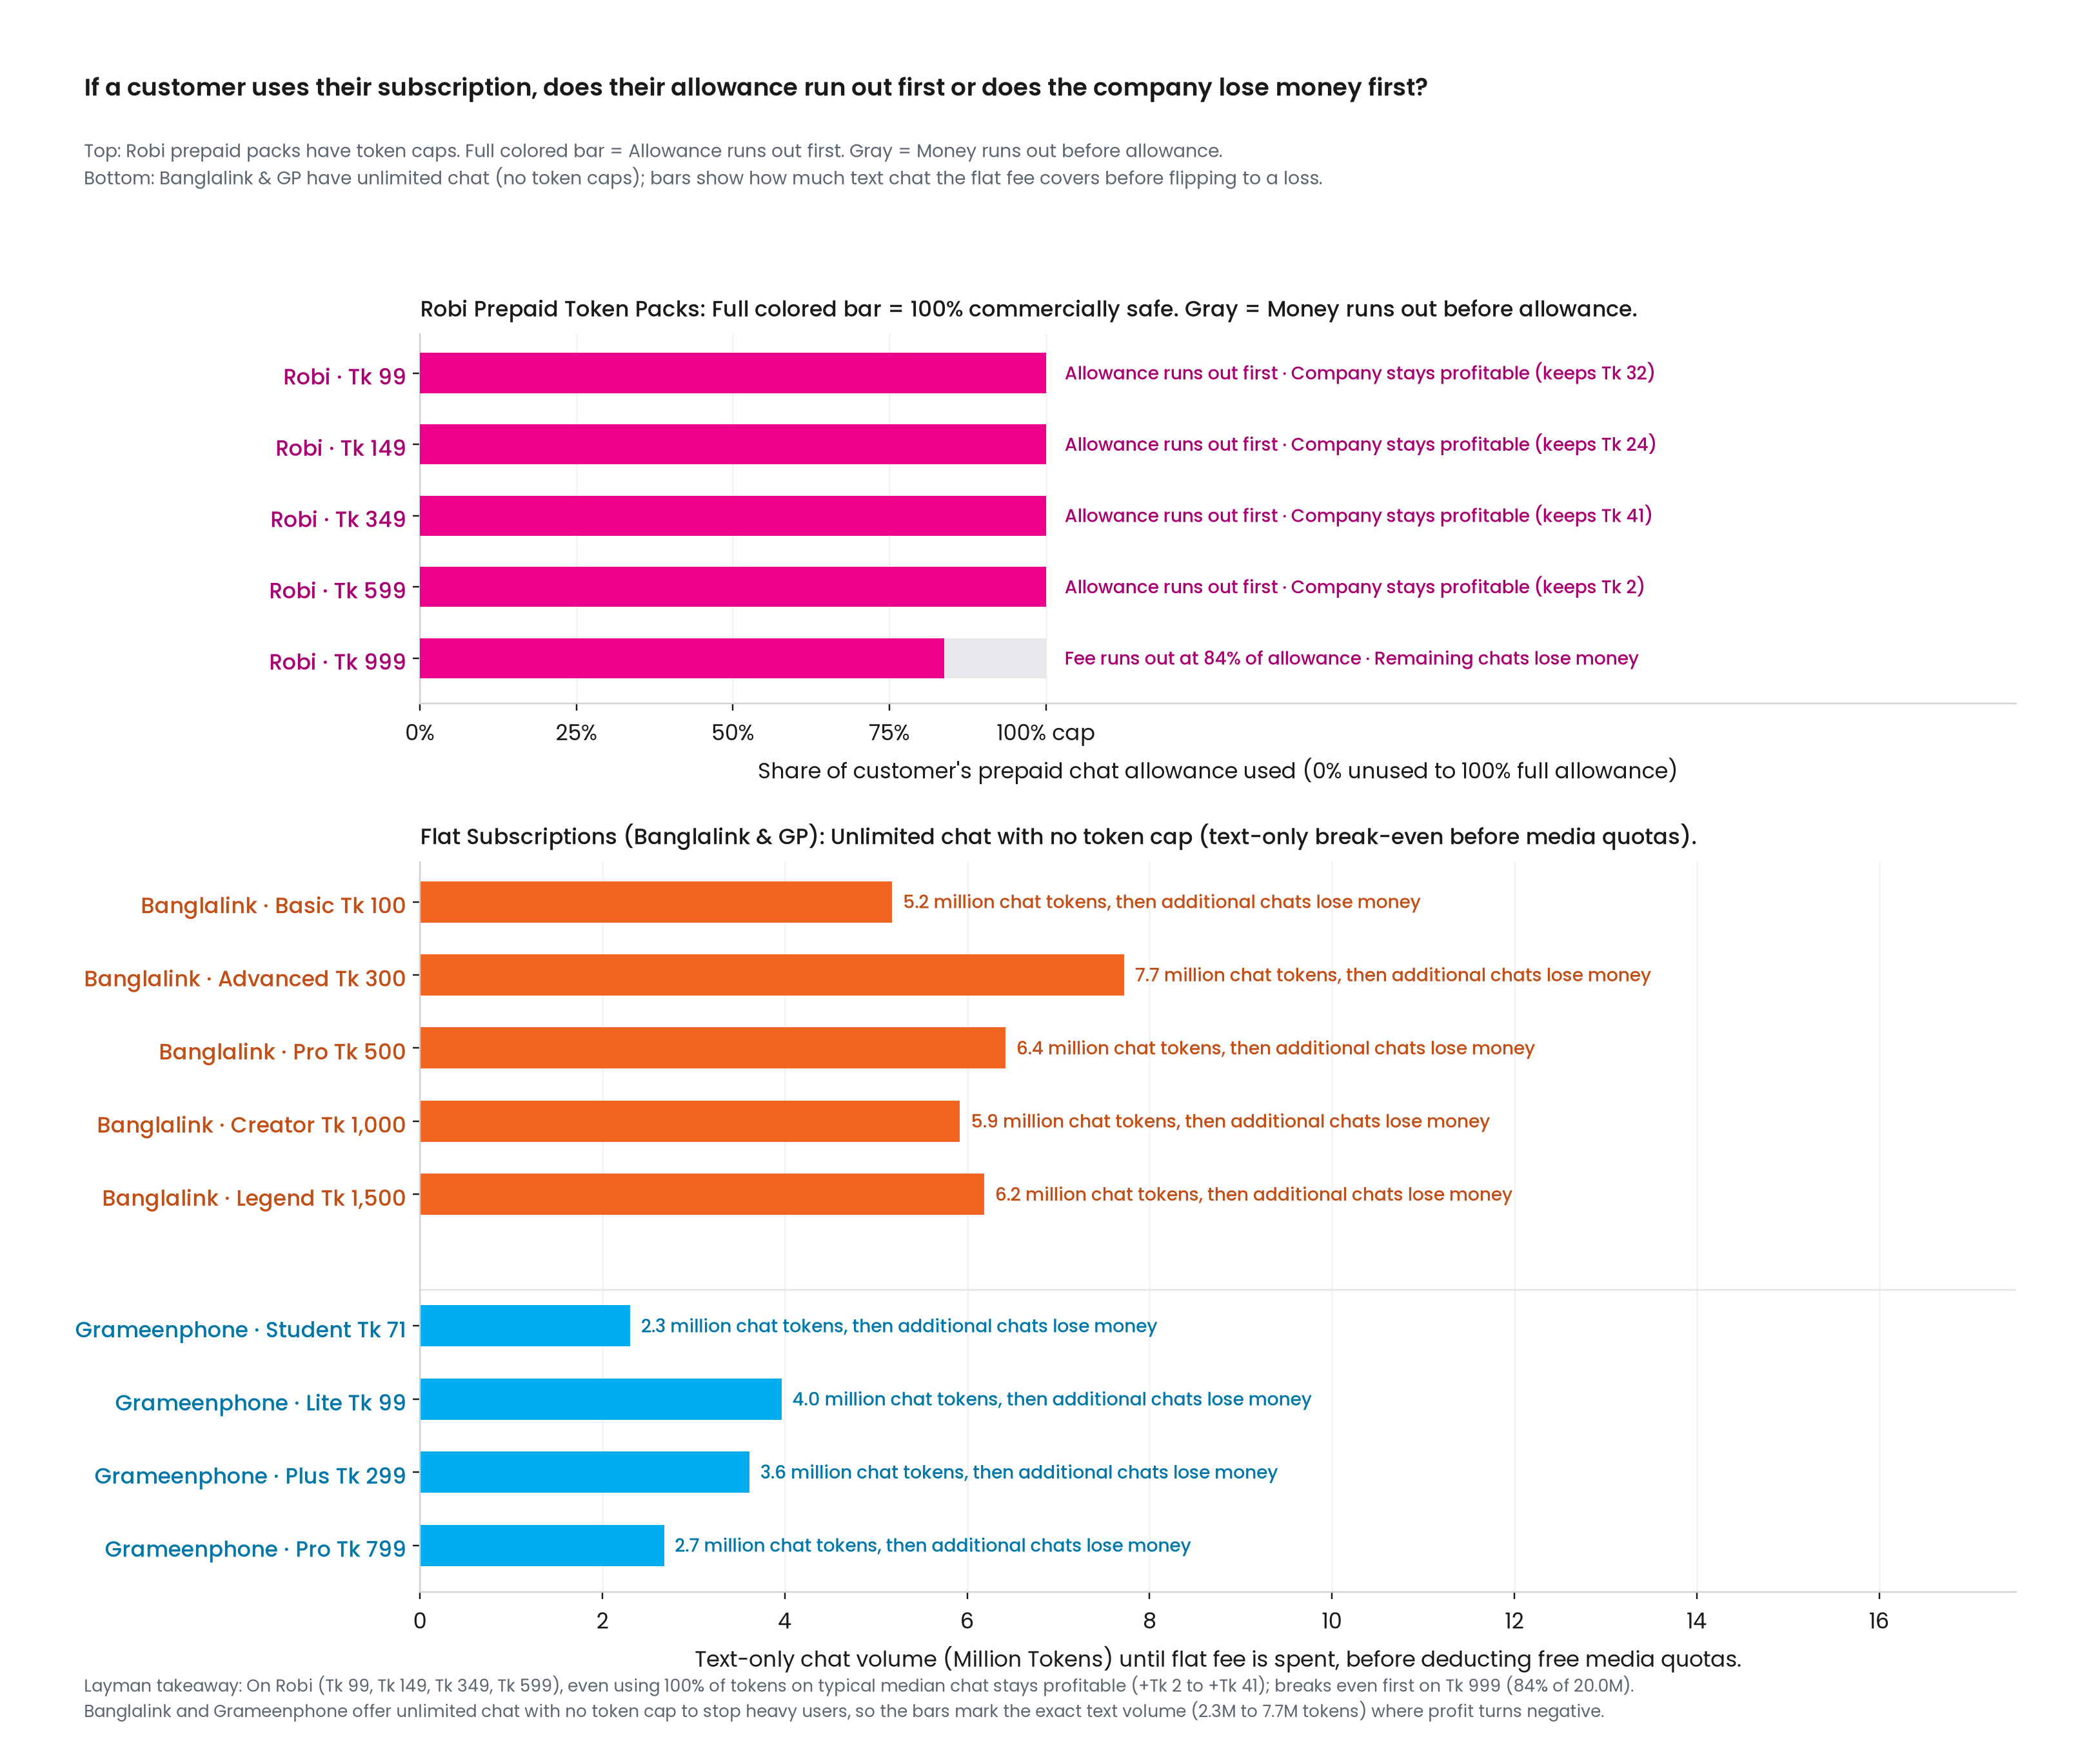 If a customer uses their subscription, does their allowance run out first or does the company lose money first?
Top: Robi prepaid packs have token caps. Full colored bar = Allowance runs out first. Gray = Money runs out before allowance.
Bottom: Banglalink & GP have unlimited chat (no token caps); bars show how much text chat the flat fee covers before flipping to a loss.
Robi Prepaid Token Packs: Full colored bar = 100% commercially safe. Gray = Money runs out before allowance.
Robi · Tk 99 Allowance runs out first · Company stays profitable (keeps Tk 32)
Robi · Tk 149 Allowance runs out first · Company stays profitable (keeps Tk 24)
Robi · Tk 349 Allowance runs out first · Company stays profitable (keeps Tk 41)
Robi · Tk 599 Allowance runs out first · Company stays profitable (keeps Tk 2)
Robi · Tk 999 Fee runs out at 84% of allowance · Remaining chats lose money
0% 25% 50% 75% 100% cap
Share of customer's prepaid chat allowance used (0% unused to 100% full allowance)
Flat Subscriptions (Banglalink & GP): Unlimited chat with no token cap (text-only break-even before media quotas).
Banglalink · Basic Tk 100 5.2 million chat tokens, then additional chats lose money
Banglalink · Advanced Tk 300 7.7 million chat tokens, then additional chats lose money
Banglalink · Pro Tk 500 6.4 million chat tokens, then additional chats lose money
Banglalink · Creator Tk 1,000 5.9 million chat tokens, then additional chats lose money
Banglalink · Legend Tk 1,500 6.2 million chat tokens, then additional chats lose money
Grameenphone · Student Tk 71 2.3 million chat tokens, then additional chats lose money
Grameenphone · Lite Tk 99 4.0 million chat tokens, then additional chats lose money
Grameenphone · Plus Tk 299 3.6 million chat tokens, then additional chats lose money
Grameenphone · Pro Tk 799 2.7 million chat tokens, then additional chats lose money
0 2 4 6 8 10 12 14 16
Text-only chat volume (Million Tokens) until flat fee is spent, before deducting free media quotas.
Layman takeaway: On Robi (Tk 99, Tk 149, Tk 349, Tk 599), even using 100% of tokens on typical median chat stays profitable (+Tk 2 to +Tk 41); breaks even first on Tk 999 (84% of 20.0M).
Banglalink and Grameenphone offer unlimited chat with no token cap to stop heavy users, so the bars mark the exact text volume (2.3M to 7.7M tokens) where profit turns negative.